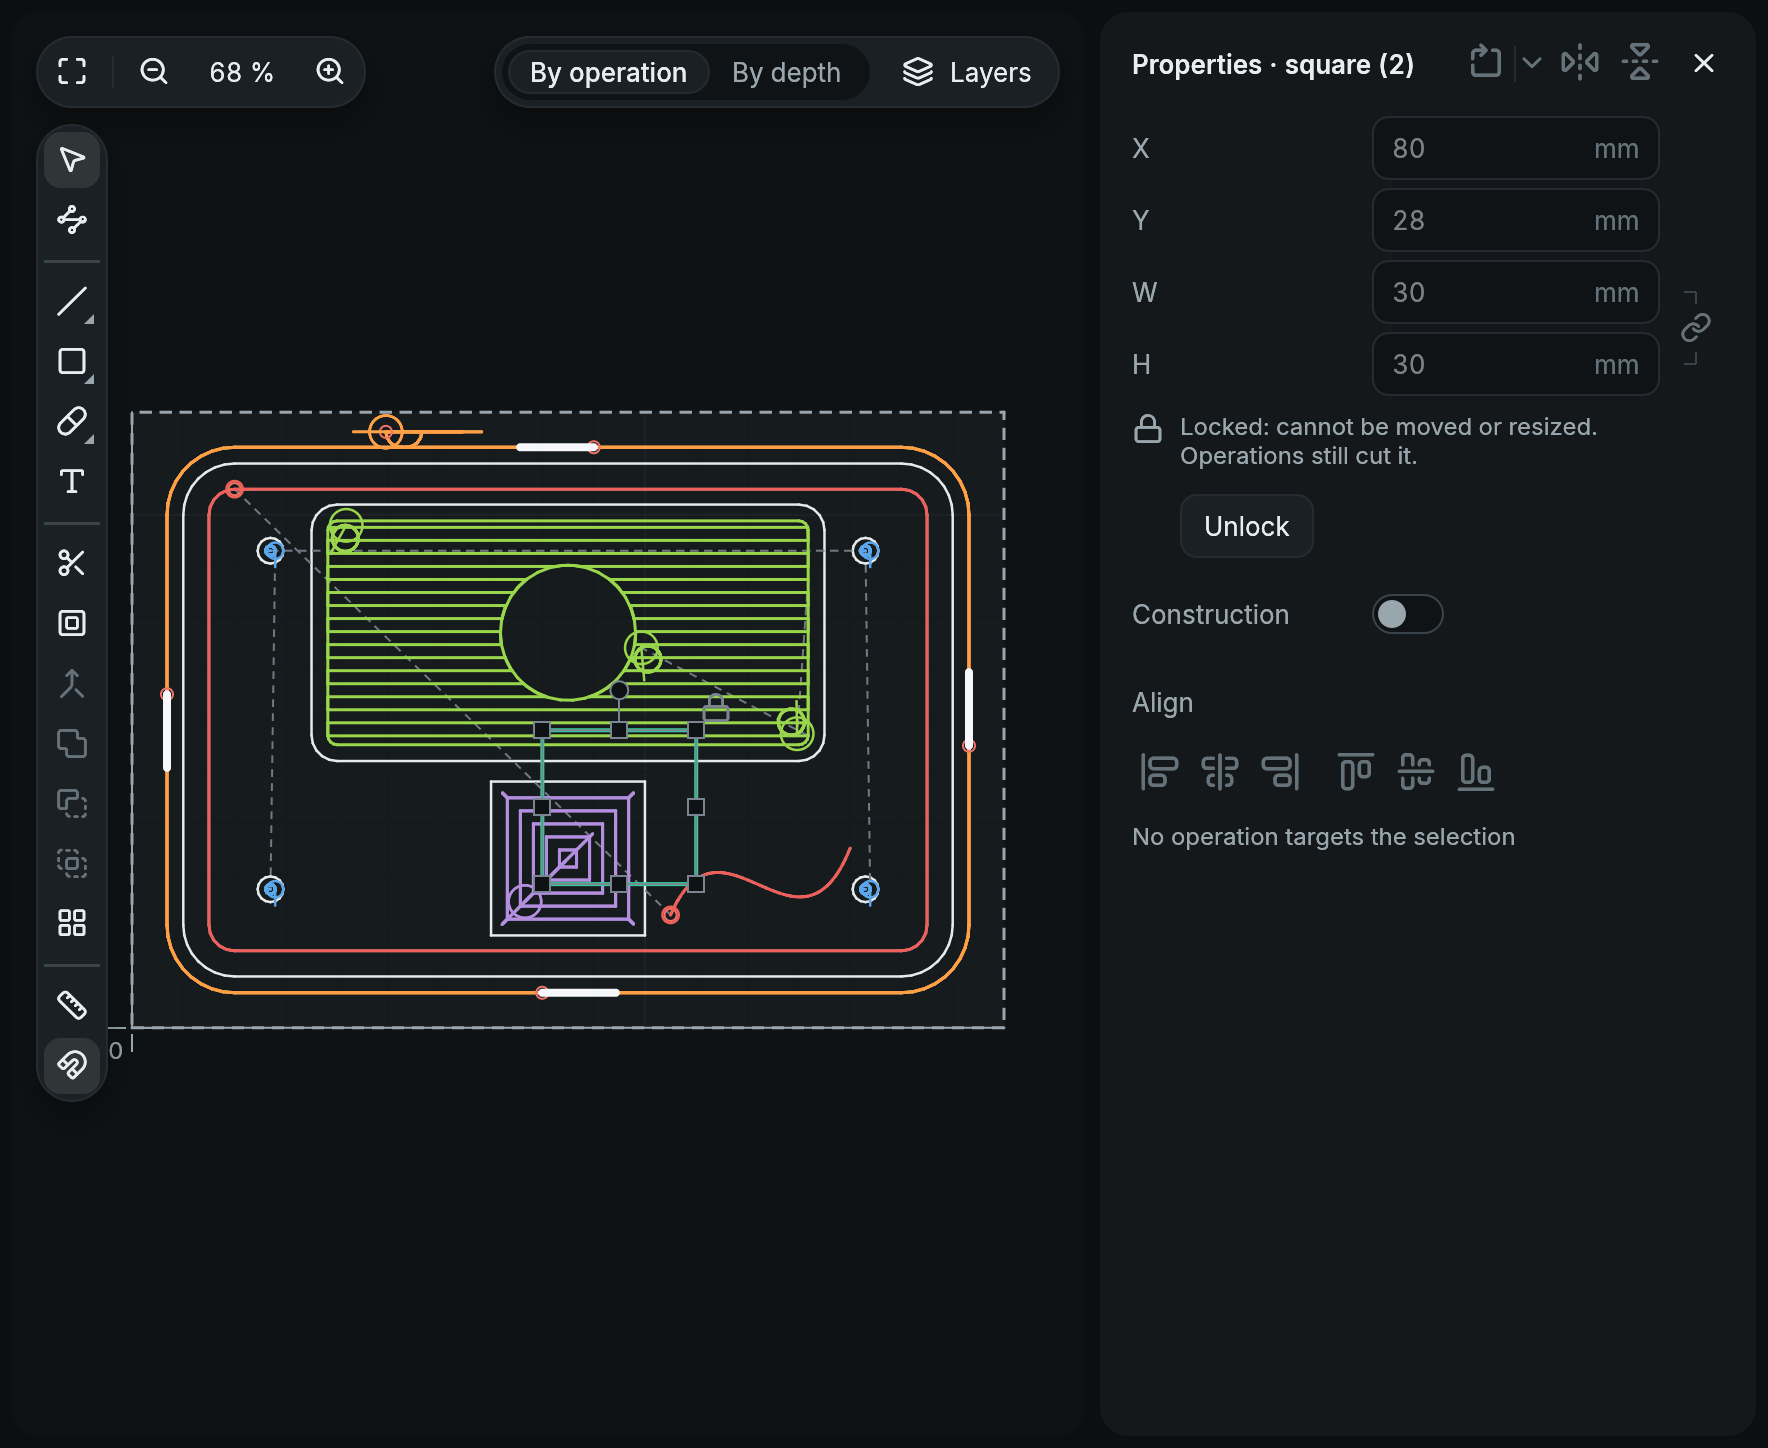 68 %
By operation
By depth
Layers
Properties · square (2)
X
80 mm
Y
28 mm
W
30 mm
H
30 mm
Locked: cannot be moved or resized.
Operations still cut it.
Unlock
Construction
Align
No operation targets the selection
0